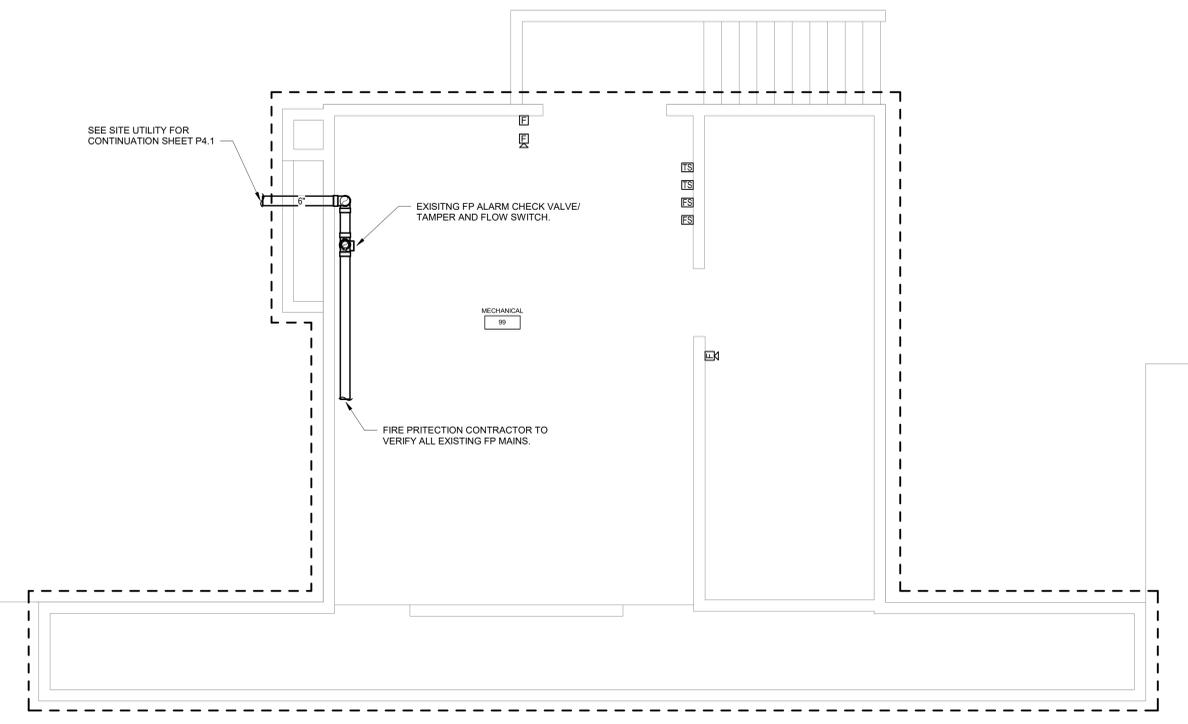 SEE SITE UTILITY FOR
CONTINUATION SHEET P4.1
F
F
TS
TS
FS
FS
6"
EXISITNG FP ALARM CHECK VALVE/
TAMPER AND FLOW SWITCH.
MECHANICAL
99
F
FIRE PRITECTION CONTRACTOR TO
VERIFY ALL EXISTING FP MAINS.